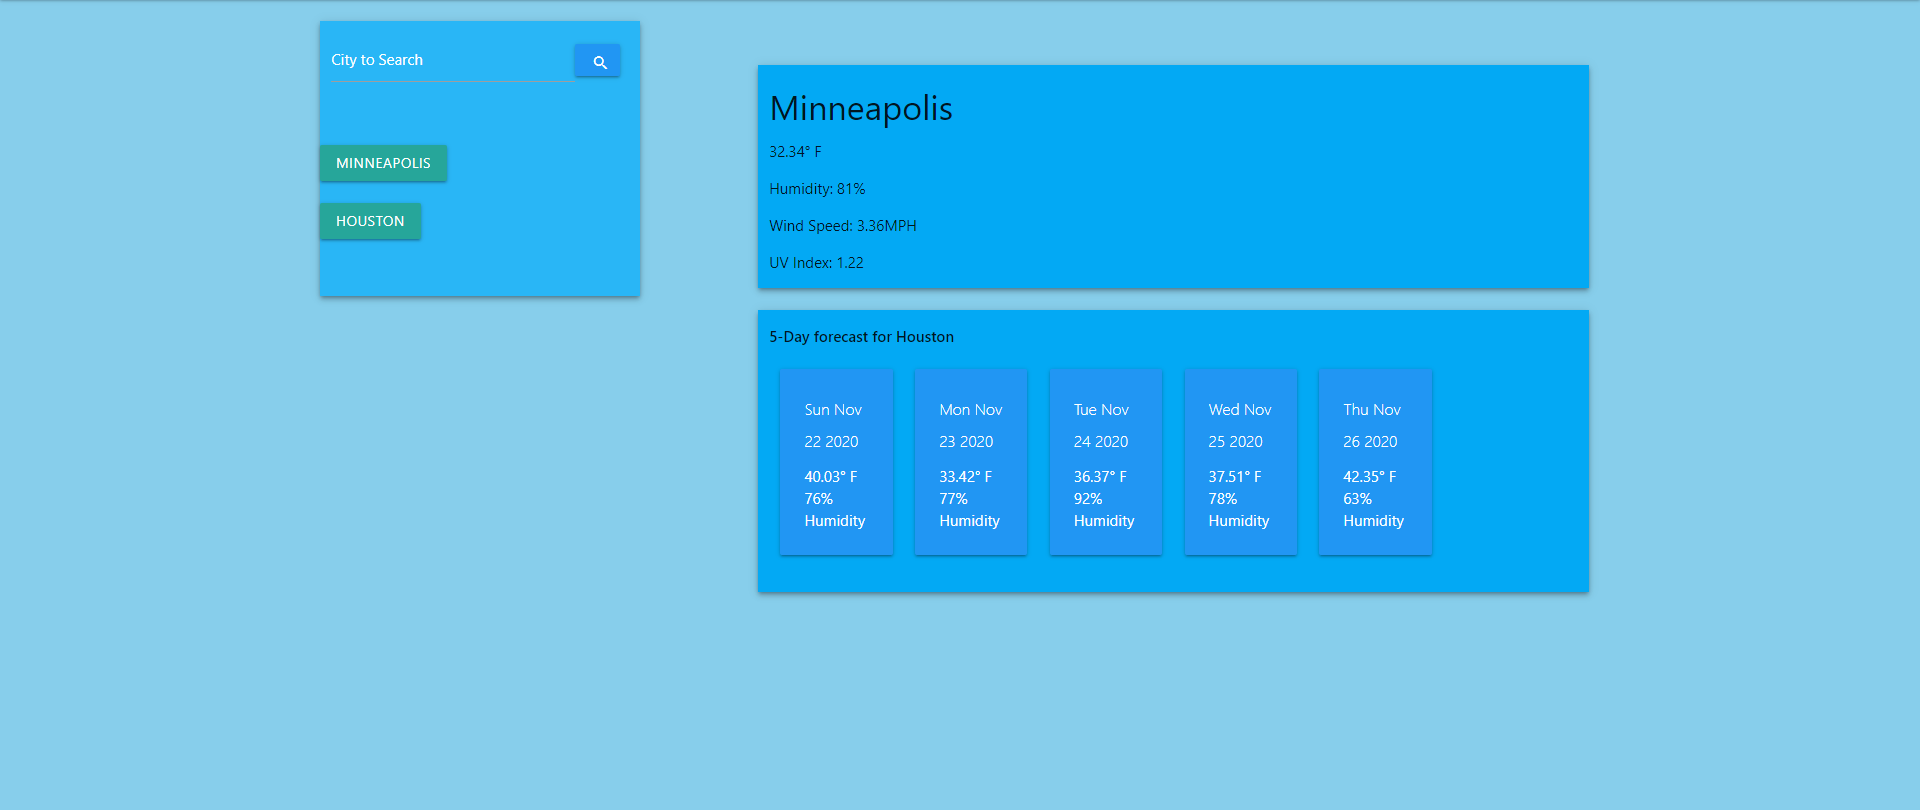 City to Search
MINNEAPOLIS
HOUSTON
Minneapolis
32.34° F
Humidity: 81%
Wind Speed: 3.36MPH
UV Index: 1.22
5-Day forecast for Houston
Sun Nov
22 2020
40.03° F
76%
Humidity
Mon Nov
23 2020
33.42° F
77%
Humidity
Tue Nov
24 2020
36.37° F
92%
Humidity
Wed Nov
25 2020
37.51° F
78%
Humidity
Thu Nov
26 2020
42.35° F
63%
Humidity